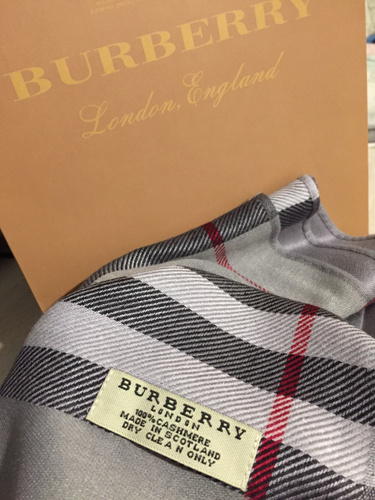 BURBERRY
London, England
BURBERRY
LONDON
100% CASHMERE
MADE IN SCOTLAND
DRY CLEAN ONLY